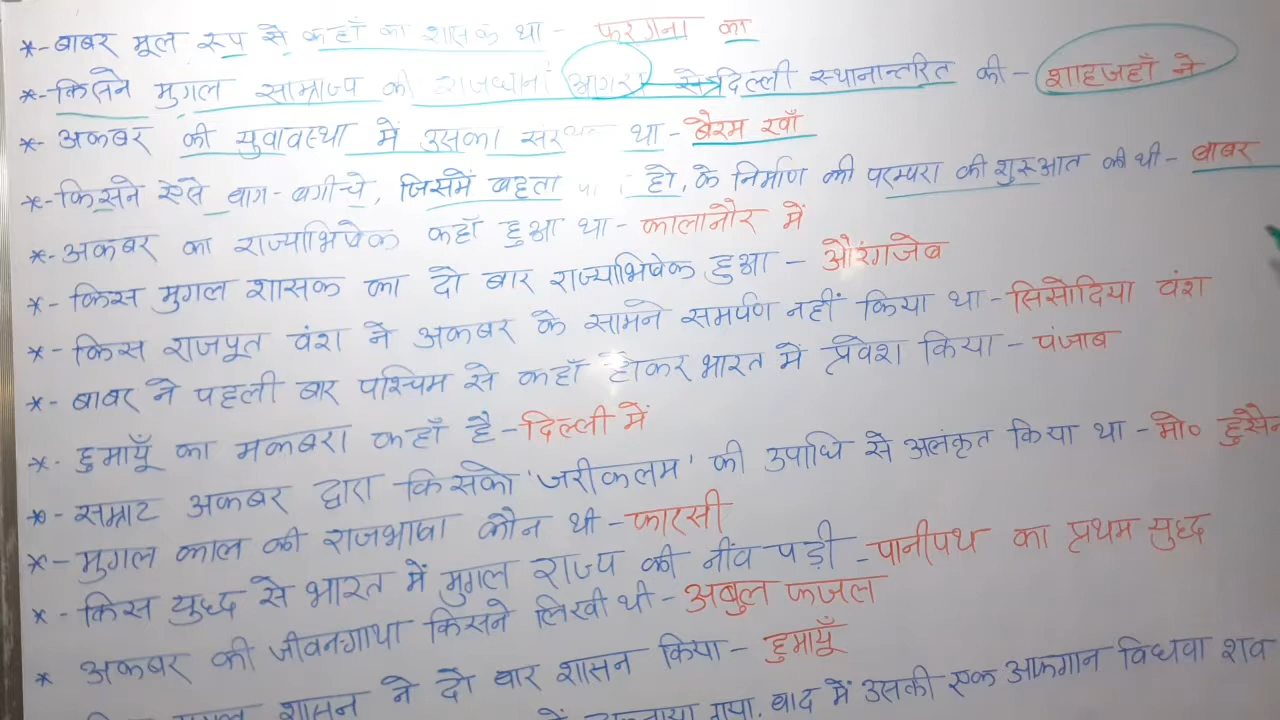 *- बाबर मूल रूप से कहाँ का शासक था - फरगना का
*- किसने मुगल साम्राज्य की राजधानी आगरा से दिल्ली स्थानान्तरित की - शाहजहाँ ने
*- अकबर की युवावस्था में उसका था - बैरम खाँ
*- किसने ऐसे बाग-बगीचे, जिसमें बहता हो, के निर्माण की परम्परा की शुरूआत की थी - बाबर
*- अकबर का राज्याभिषेक कहाँ हुआ था - कालानौर में
*- किस मुगल शासक का दो बार राज्याभिषेक हुआ - औरंगजेब
*- किस राजपूत वंश ने अकबर के सामने समर्पण नहीं किया था - सिसोदिया वंश
*- बाबर ने पहली बार पश्चिम से कहाँ होकर भारत में प्रवेश किया - पंजाब
*- हुमायूँ का मकबरा कहाँ है - दिल्ली में
*- सम्राट अकबर द्वारा किसको 'जरीकलम' की उपाधि से अलंकृत किया था - मो० हुसैन
*- मुगल काल की राजभाषा कौन थी - फारसी
*- किस युद्ध से भारत में मुगल राज्य की नींव पड़ी - पानीपथ का प्रथम युद्ध
* अकबर की जीवनगाथा किसने लिखी थी - अबुल फजल
शासन ने दो बार शासन किया - हुमायूँ
गया. बाद में उसकी एक अफगान विधवा शव